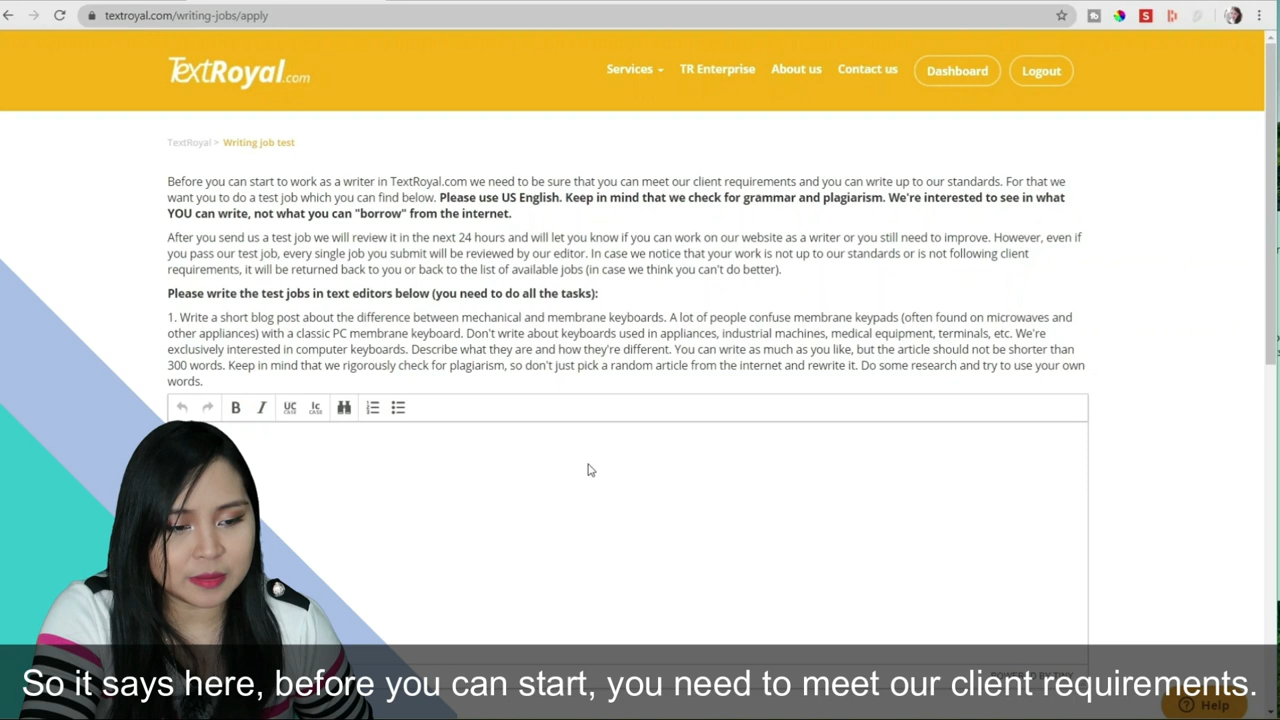 textroyal.com/writing-jobs/apply
TextRoyal.com
Services
TR Enterprise
About us
Contact us
Dashboard
Logout
TextRoyal > Writing job test
Before you can start to work as a writer in TextRoyal.com we need to be sure that you can meet our client requirements and you can write up to our standards. For that we
want you to do a test job which you can find below. Please use US English. Keep in mind that we check for grammar and plagiarism. We're interested to see in what
YOU can write, not what you can "borrow" from the internet.
After you send us a test job we will review it in the next 24 hours and will let you know if you can work on our website as a writer or you still need to improve. However, even if
you pass our test job, every single job you submit will be reviewed by our editor. In case we notice that your work is not up to our standards or is not following client
requirements, it will be returned back to you or back to the list of available jobs (in case we think you can't do better).
Please write the test jobs in text editors below (you need to do all the tasks):
1. Write a short blog post about the difference between mechanical and membrane keyboards. A lot of people confuse membrane keypads (often found on microwaves and
other appliances) with a classic PC membrane keyboard. Don't write about keyboards used in appliances, industrial machines, medical equipment, terminals, etc. We're
exclusively interested in computer keyboards. Describe what they are and how they're different. You can write as much as you like, but the article should not be shorter than
300 words. Keep in mind that we rigorously check for plagiarism, so don't just pick a random article from the internet and rewrite it. Do some research and try to use your own
words.
B I UC CASE lc CASE
So it says here, before you can start, you need to meet our client requirements.
Help